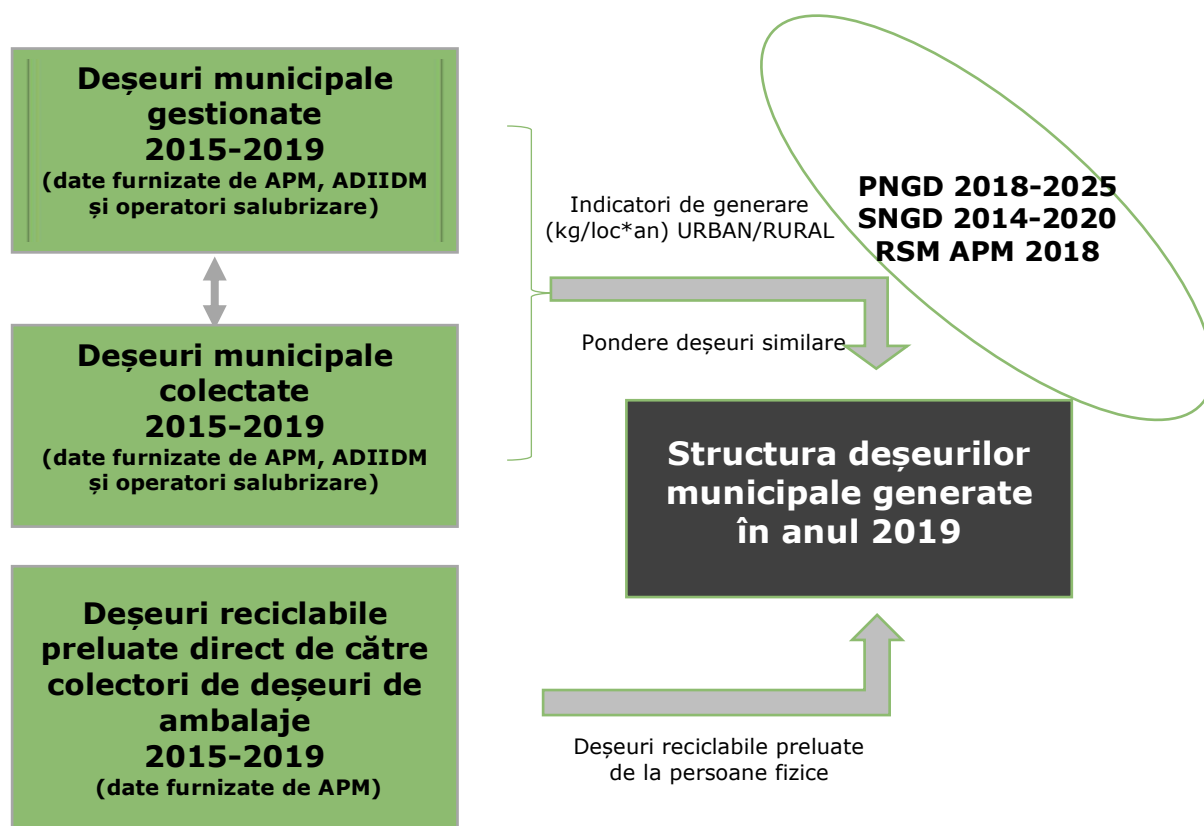 Deșeuri municipale
gestionate
2015-2019
(date furnizate de APM, ADIIDM
și operatori salubrizare)
Deșeuri municipale
colectate
2015-2019
(date furnizate de APM, ADIIDM
și operatori salubrizare)
Deșeuri reciclabile
preluate direct de către
colectori de deșeuri de
ambalaje
2015-2019
(date furnizate de APM)
Indicatori de generare
(kg/loc*an) URBAN/RURAL
Pondere deșeuri similare
PNGD 2018-2025
SNGD 2014-2020
RSM APM 2018
Structura deșeurilor
municipale generate
în anul 2019
Deșeuri reciclabile preluate
de la persoane fizice